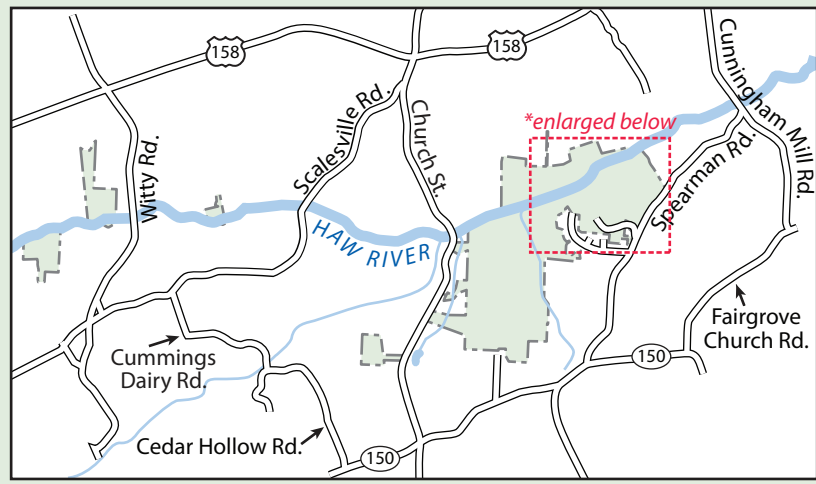 158
158
Cunningham Mill Rd.
*enlarged below
Scalesville Rd.
Church St.
Witty Rd.
Spearman Rd.
HAW RIVER
Fairgrove
Church Rd.
Cummings
Dairy Rd.
150
Cedar Hollow Rd.
150